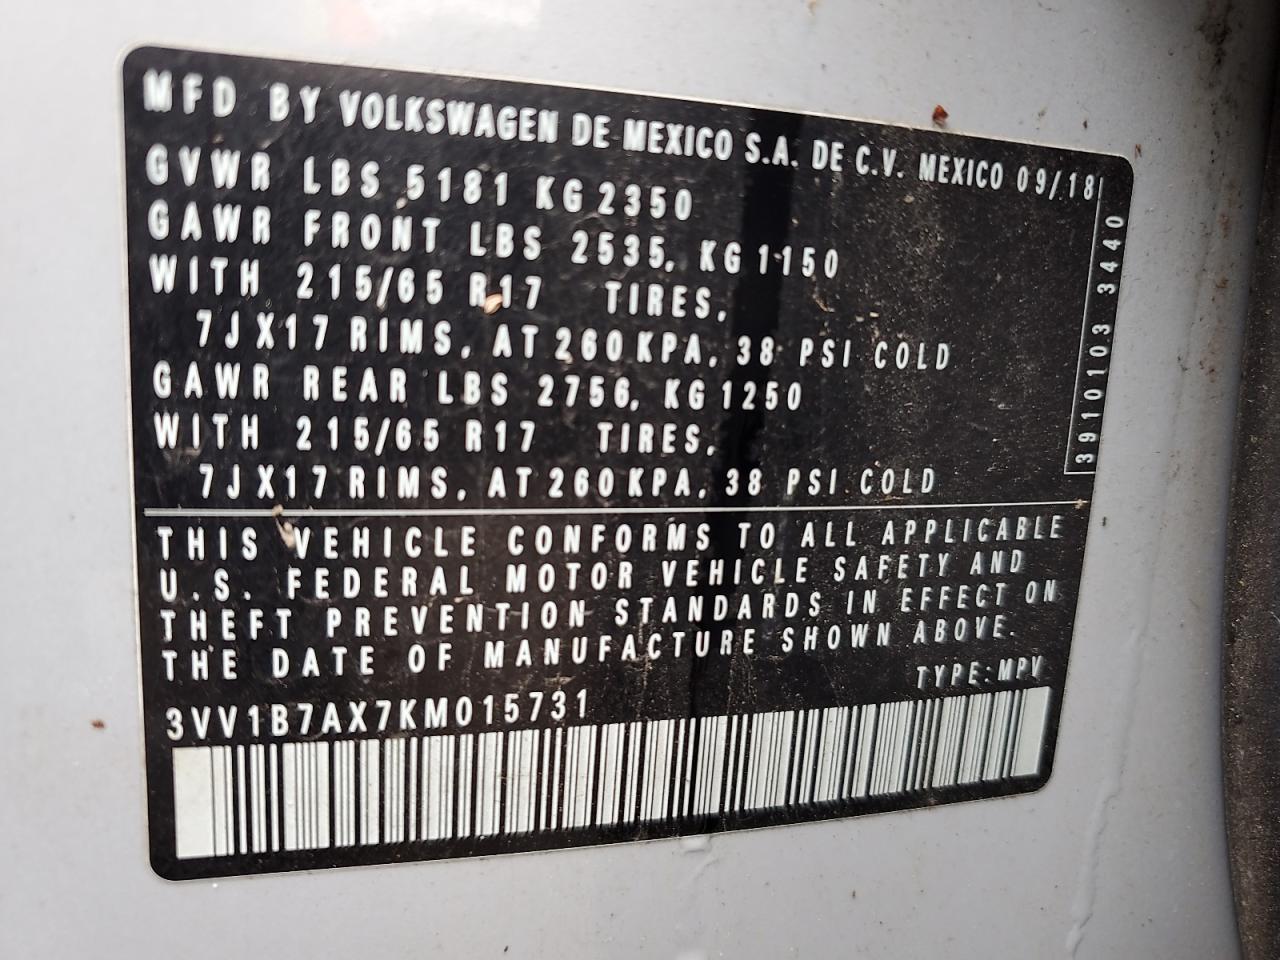 MFD BY VOLKSWAGEN DE MEXICO S.A. DE C.V. MEXICO 09/18
GVWR LBS 5181 KG 2350
GAWR FRONT LBS 2535, KG 1150
WITH 215/65 R17 TIRES,
7JX17 RIMS, AT 260 KPA, 38 PSI COLD
GAWR REAR LBS 2756, KG 1250
WITH 215/65 R17 TIRES,
7JX17 RIMS, AT 260 KPA, 38 PSI COLD
3910103 3440
THIS VEHICLE CONFORMS TO ALL APPLICABLE
U.S. FEDERAL MOTOR VEHICLE SAFETY AND
THEFT PREVENTION STANDARDS IN EFFECT ON
THE DATE OF MANUFACTURE SHOWN ABOVE.
TYPE: MPV
3VV1B7AX7KM015731